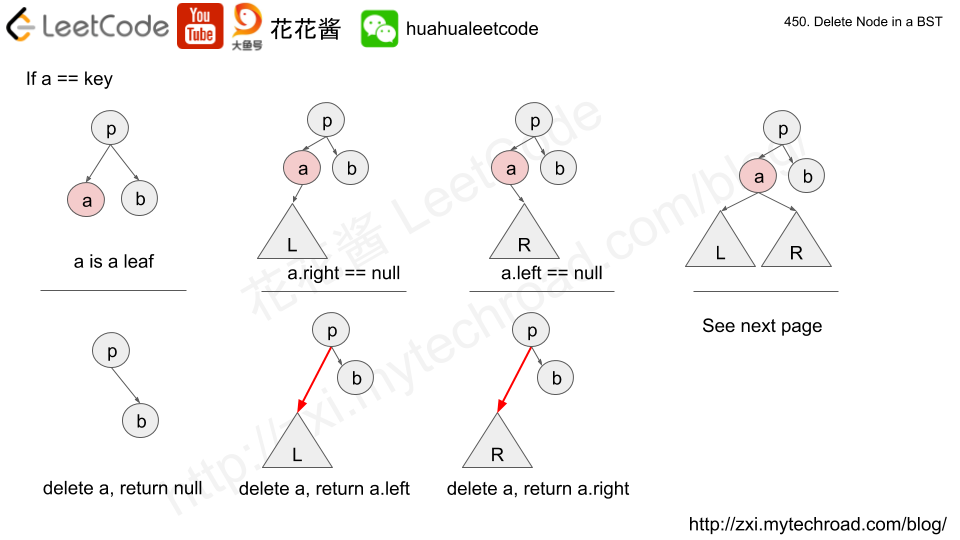 LeetCode
You
Tube
大鱼号
花花酱
huahualeetcode
450. Delete Node in a BST
If a == key
p
a
b
a is a leaf
p
a
b
L
a.right == null
p
a
b
R
a.left == null
p
a
b
L
R
See next page
p
b
delete a, return null
p
b
L
delete a, return a.left
p
b
R
delete a, return a.right
花花酱 LeetCode
http://zxi.mytechroad.com/blog/
http://zxi.mytechroad.com/blog/